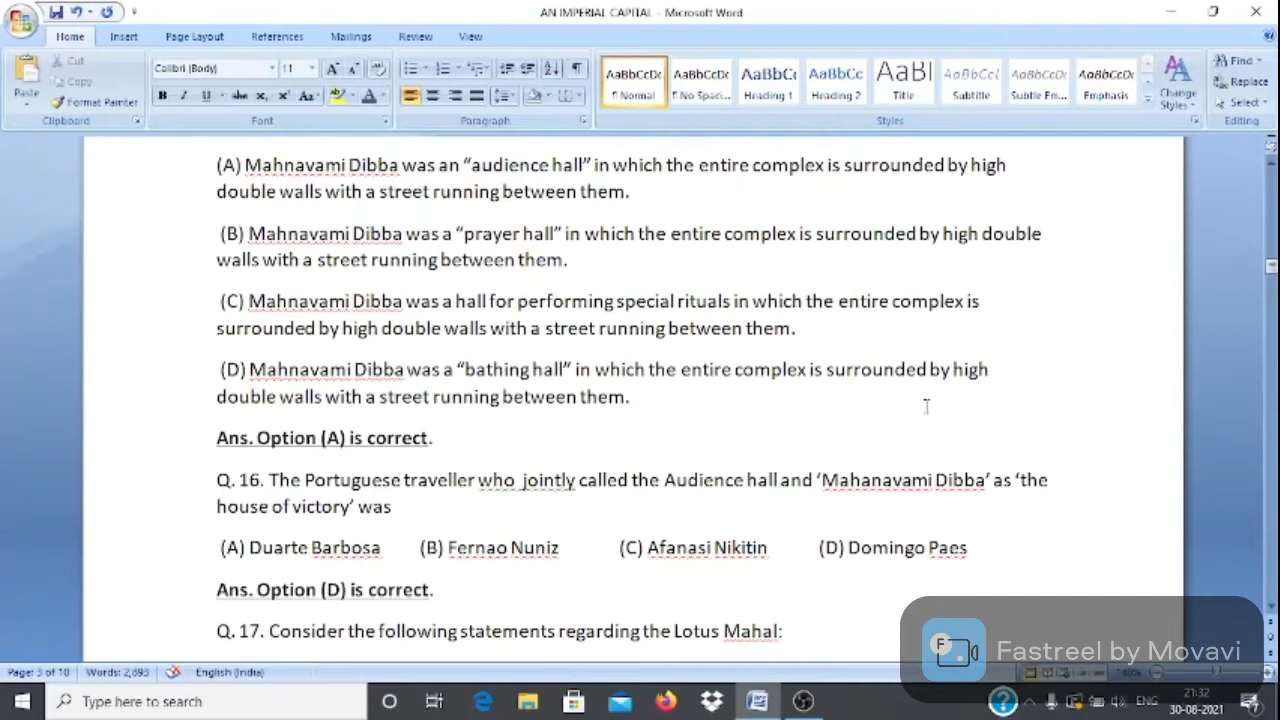 AN IMPERIAL CAPITAL - Microsoft Word
Home Insert Page Layout References Mailings Review View
Paste
Cut
Copy
Format Painter
Clipboard
Calibri (Body) 11
Font
Paragraph
AaBbCcDc AaBbCcDc AaBbCc AaBbCc AaBl AaBbCcl AaBbCcDc AaBbCcDc
¶ Normal ¶ No Spaci... Heading 1 Heading 2 Title Subtitle Subtle Em... Emphasis
Change Styles
Styles
Find
Replace
Select
Editing
(A) Mahnavami Dibba was an “audience hall” in which the entire complex is surrounded by high
double walls with a street running between them.
(B) Mahnavami Dibba was a “prayer hall” in which the entire complex is surrounded by high double
walls with a street running between them.
(C) Mahnavami Dibba was a hall for performing special rituals in which the entire complex is
surrounded by high double walls with a street running between them.
(D) Mahnavami Dibba was a “bathing hall” in which the entire complex is surrounded by high
double walls with a street running between them.
Ans. Option (A) is correct.
Q. 16. The Portuguese traveller who jointly called the Audience hall and ‘Mahanavami Dibba’ as ‘the
house of victory’ was
(A) Duarte Barbosa (B) Fernao Nuniz (C) Afanasi Nikitin (D) Domingo Paes
Ans. Option (D) is correct.
Q. 17. Consider the following statements regarding the Lotus Mahal:
Fastreel by Movavi
Page: 3 of 10 Words: 2,893 English (India)
Type here to search
ENG
21:32
30-08-2021